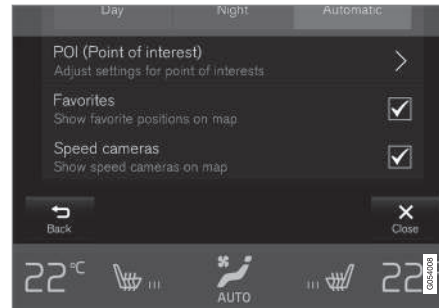 Day Night Automatic
POI (Point of interest)
Adjust settings for point of interests
Favorites
Show favorite positions on map
Speed cameras
Show speed cameras on map
Back Close
22°C AUTO 22
G054008